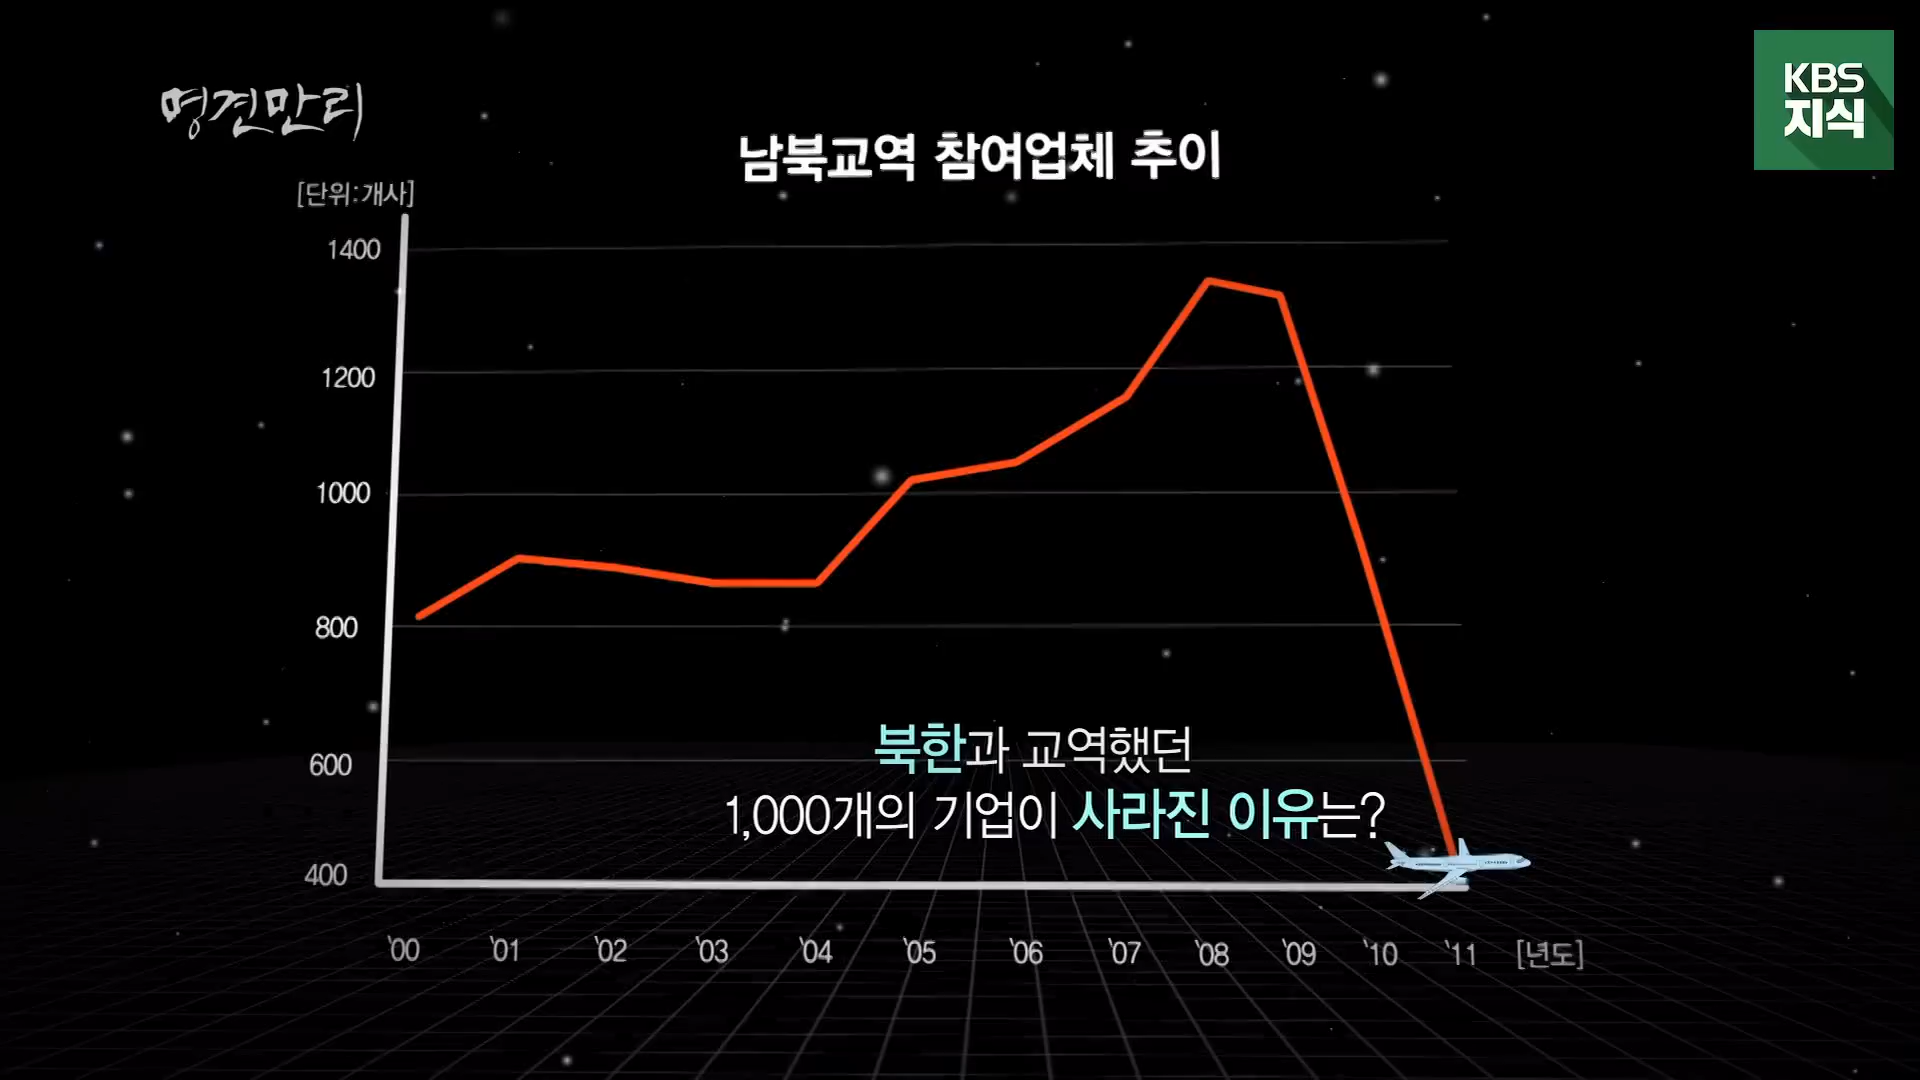 명견만리
KBS
지식
남북교역 참여업체 추이
[단위:개사]
1400
1200
1000
800
600
400
북한과 교역했던
1,000개의 기업이 사라진 이유는?
'00 '01 '02 '03 '04 '05 '06 '07 '08 '09 '10 '11 [년도]